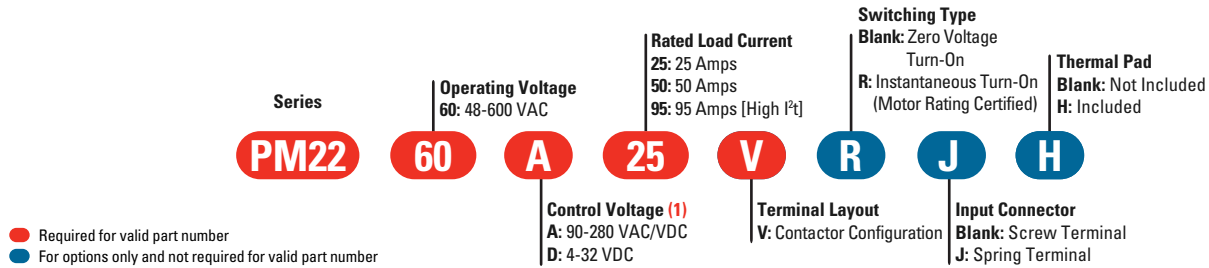 Series
Operating Voltage
60: 48-600 VAC
Rated Load Current
25: 25 Amps
50: 50 Amps
95: 95 Amps [High I²t]
Switching Type
Blank: Zero Voltage
Turn-On
R: Instantaneous Turn-On
(Motor Rating Certified)
Thermal Pad
Blank: Not Included
H: Included
PM22 60 A 25 V R J H
Control Voltage (1)
A: 90-280 VAC/VDC
D: 4-32 VDC
Terminal Layout
V: Contactor Configuration
Input Connector
Blank: Screw Terminal
J: Spring Terminal
Required for valid part number
For options only and not required for valid part number